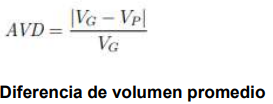 AVD = |V_G − V_P| / V_G
Diferencia de volumen promedio